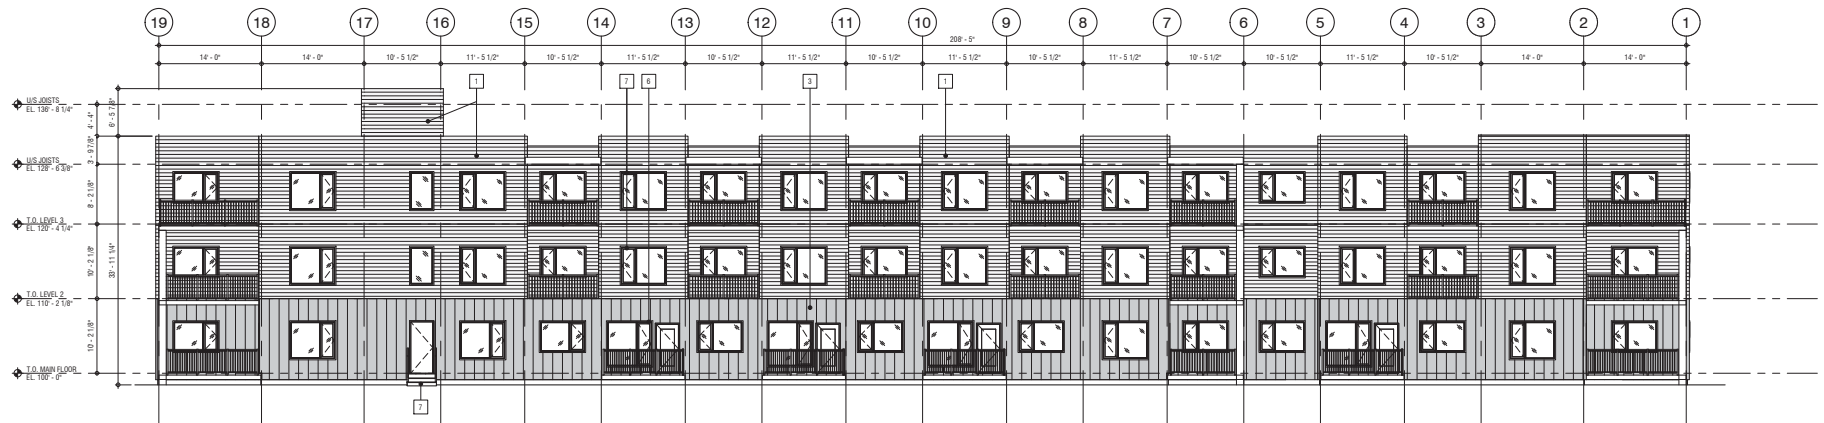 19 18 17 16 15 14 13 12 11 10 9 8 7 6 5 4 3 2 1
208' - 5"
14' - 0" 14' - 0" 10' - 5 1/2" 11' - 5 1/2" 10' - 5 1/2" 11' - 5 1/2" 10' - 5 1/2" 11' - 5 1/2" 10' - 5 1/2" 11' - 5 1/2" 10' - 5 1/2" 11' - 5 1/2" 10' - 5 1/2" 10' - 5 1/2" 11' - 5 1/2" 10' - 5 1/2" 14' - 0" 14' - 0"
1 7 6 3 1
U/S JOISTS
EL. 136' - 8 1/4"
4' - 4"
6' - 5 7/8"
3' - 9 7/8"
U/S JOISTS
EL. 128' - 6 3/8"
8' - 2 1/8"
T.O. LEVEL 3
EL. 120' - 4 1/4"
10' - 2 1/8"
33' - 11 1/4"
T.O. LEVEL 2
EL. 110' - 2 1/8"
10' - 2 1/8"
T.O. MAIN FLOOR
EL. 100' - 0"
7